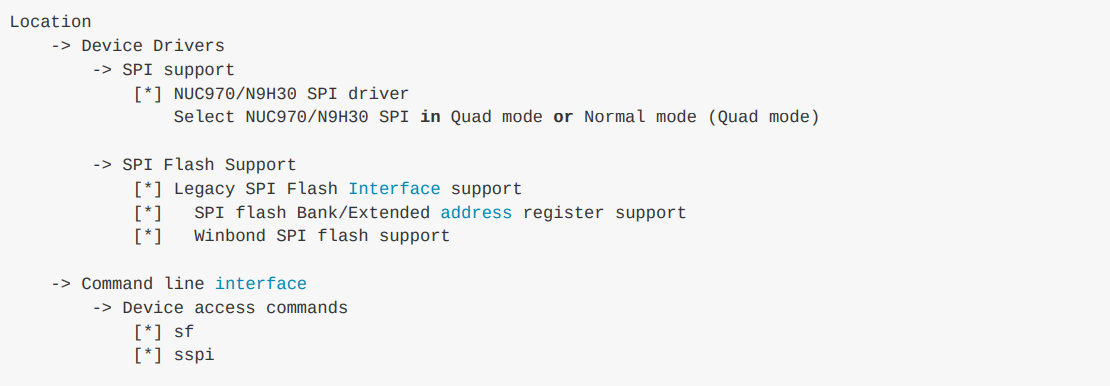 Location
    -> Device Drivers
        -> SPI support
            [*] NUC970/N9H30 SPI driver
                Select NUC970/N9H30 SPI in Quad mode or Normal mode (Quad mode)

        -> SPI Flash Support
            [*] Legacy SPI Flash Interface support
            [*]   SPI flash Bank/Extended address register support
            [*]   Winbond SPI flash support

    -> Command line interface
        -> Device access commands
            [*] sf
            [*] sspi